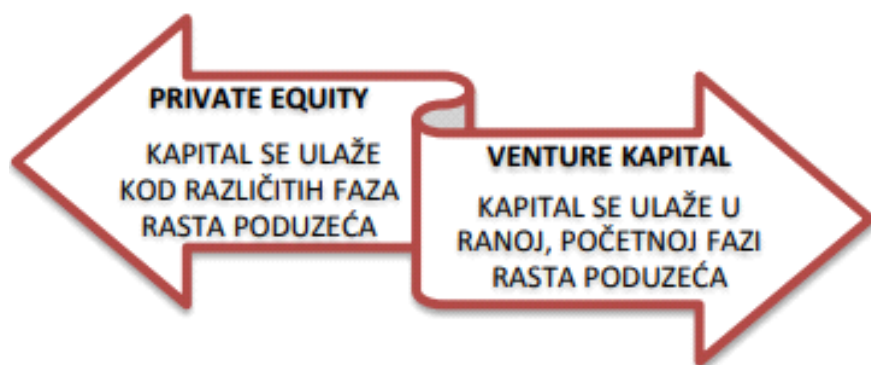 PRIVATE EQUITY
KAPITAL SE ULAŽE
KOD RAZLIČITIH FAZA
RASTA PODUZEĆA
VENTURE KAPITAL
KAPITAL SE ULAŽE U
RANOJ, POČETNOJ FAZI
RASTA PODUZEĆA